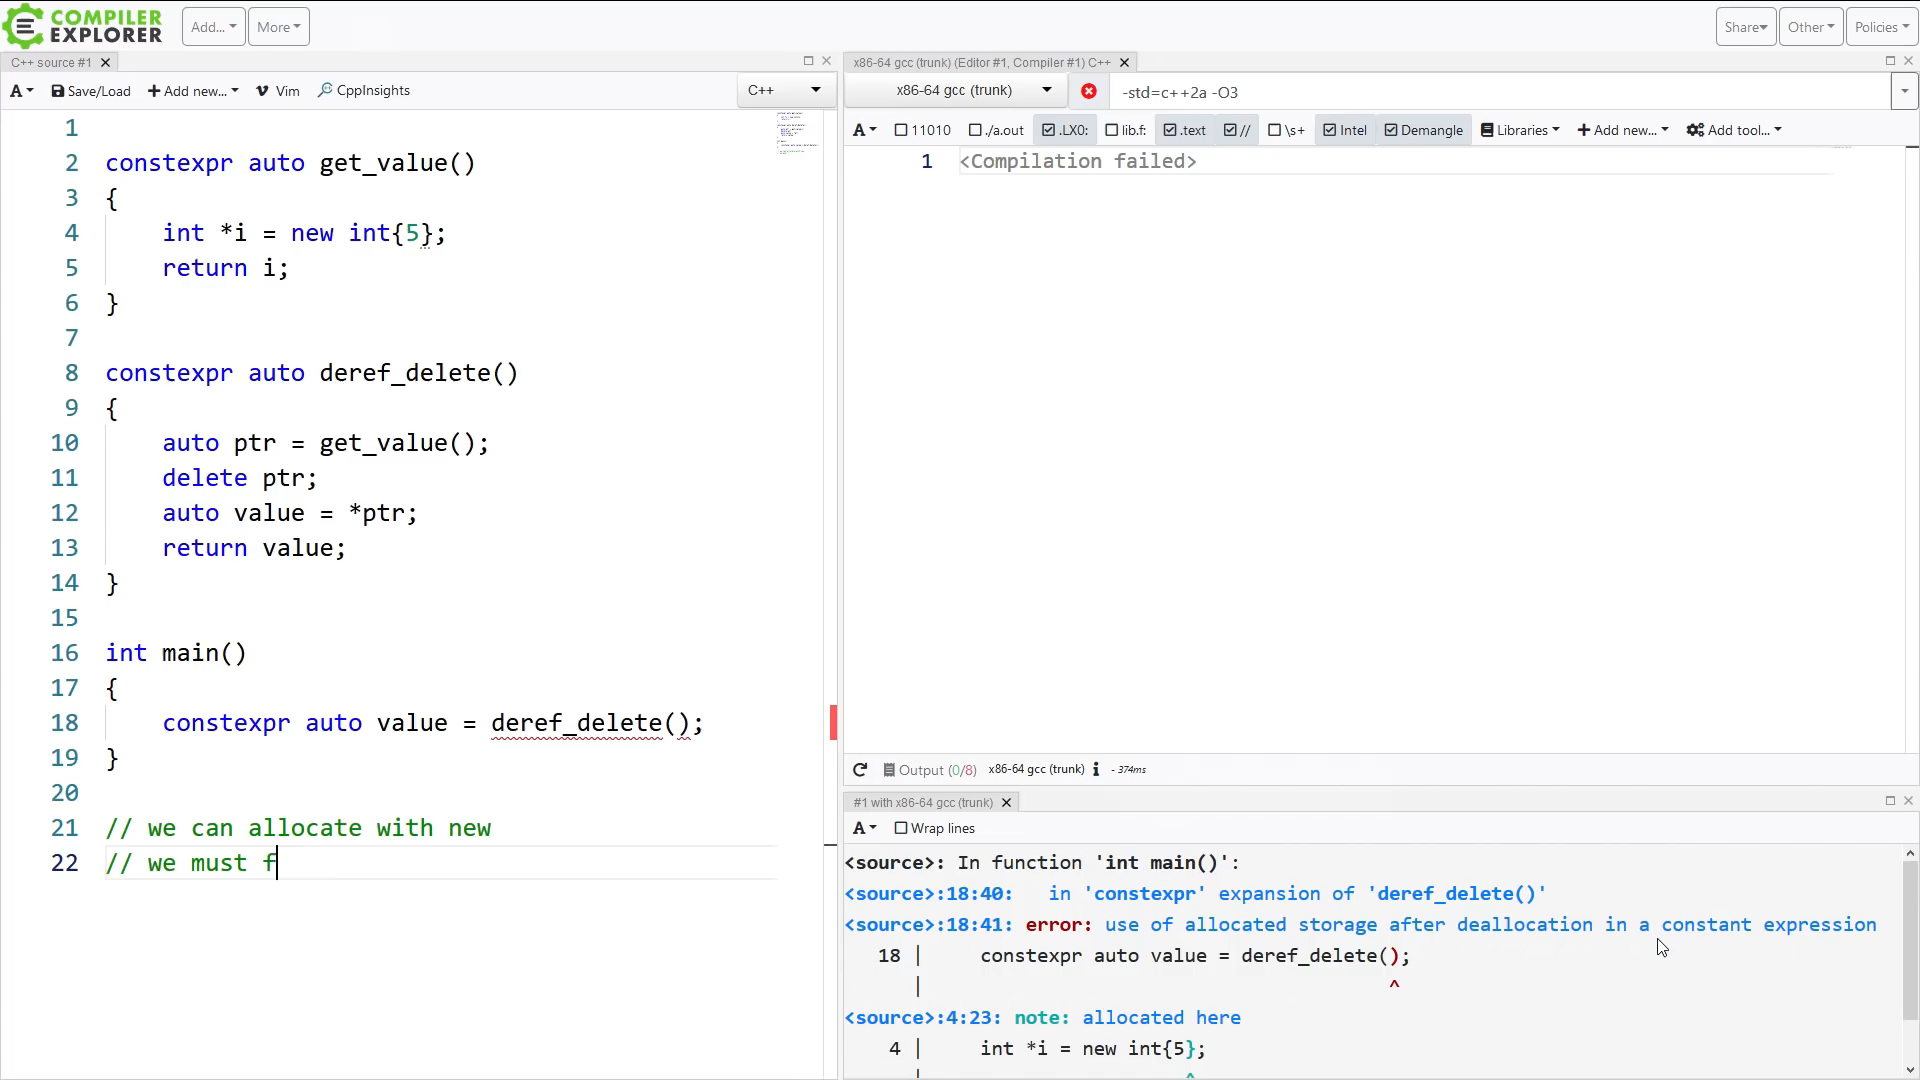 COMPILER
EXPLORER
Add...
More
Share
Other
Policies
C++ source #1
A
Save/Load
Add new...
Vim
CppInsights
C++
1
2 constexpr auto get_value()
3 {
4 int *i = new int{5};
5 return i;
6 }
7
8 constexpr auto deref_delete()
9 {
10 auto ptr = get_value();
11 delete ptr;
12 auto value = *ptr;
13 return value;
14 }
15
16 int main()
17 {
18 constexpr auto value = deref_delete();
19 }
20
21 // we can allocate with new
22 // we must f
x86-64 gcc (trunk) (Editor #1, Compiler #1) C++
x86-64 gcc (trunk)
-std=c++2a -O3
A
11010
./a.out
.LX0:
lib.f:
.text
//
\s+
Intel
Demangle
Libraries
Add new...
Add tool...
1 <Compilation failed>
Output (0/8) x86-64 gcc (trunk) i - 374ms
#1 with x86-64 gcc (trunk)
A
Wrap lines
<source>: In function 'int main()':
<source>:18:40:   in 'constexpr' expansion of 'deref_delete()'
<source>:18:41: error: use of allocated storage after deallocation in a constant expression
18 | constexpr auto value = deref_delete();
| ^
<source>:4:23: note: allocated here
4 | int *i = new int{5};
| ^